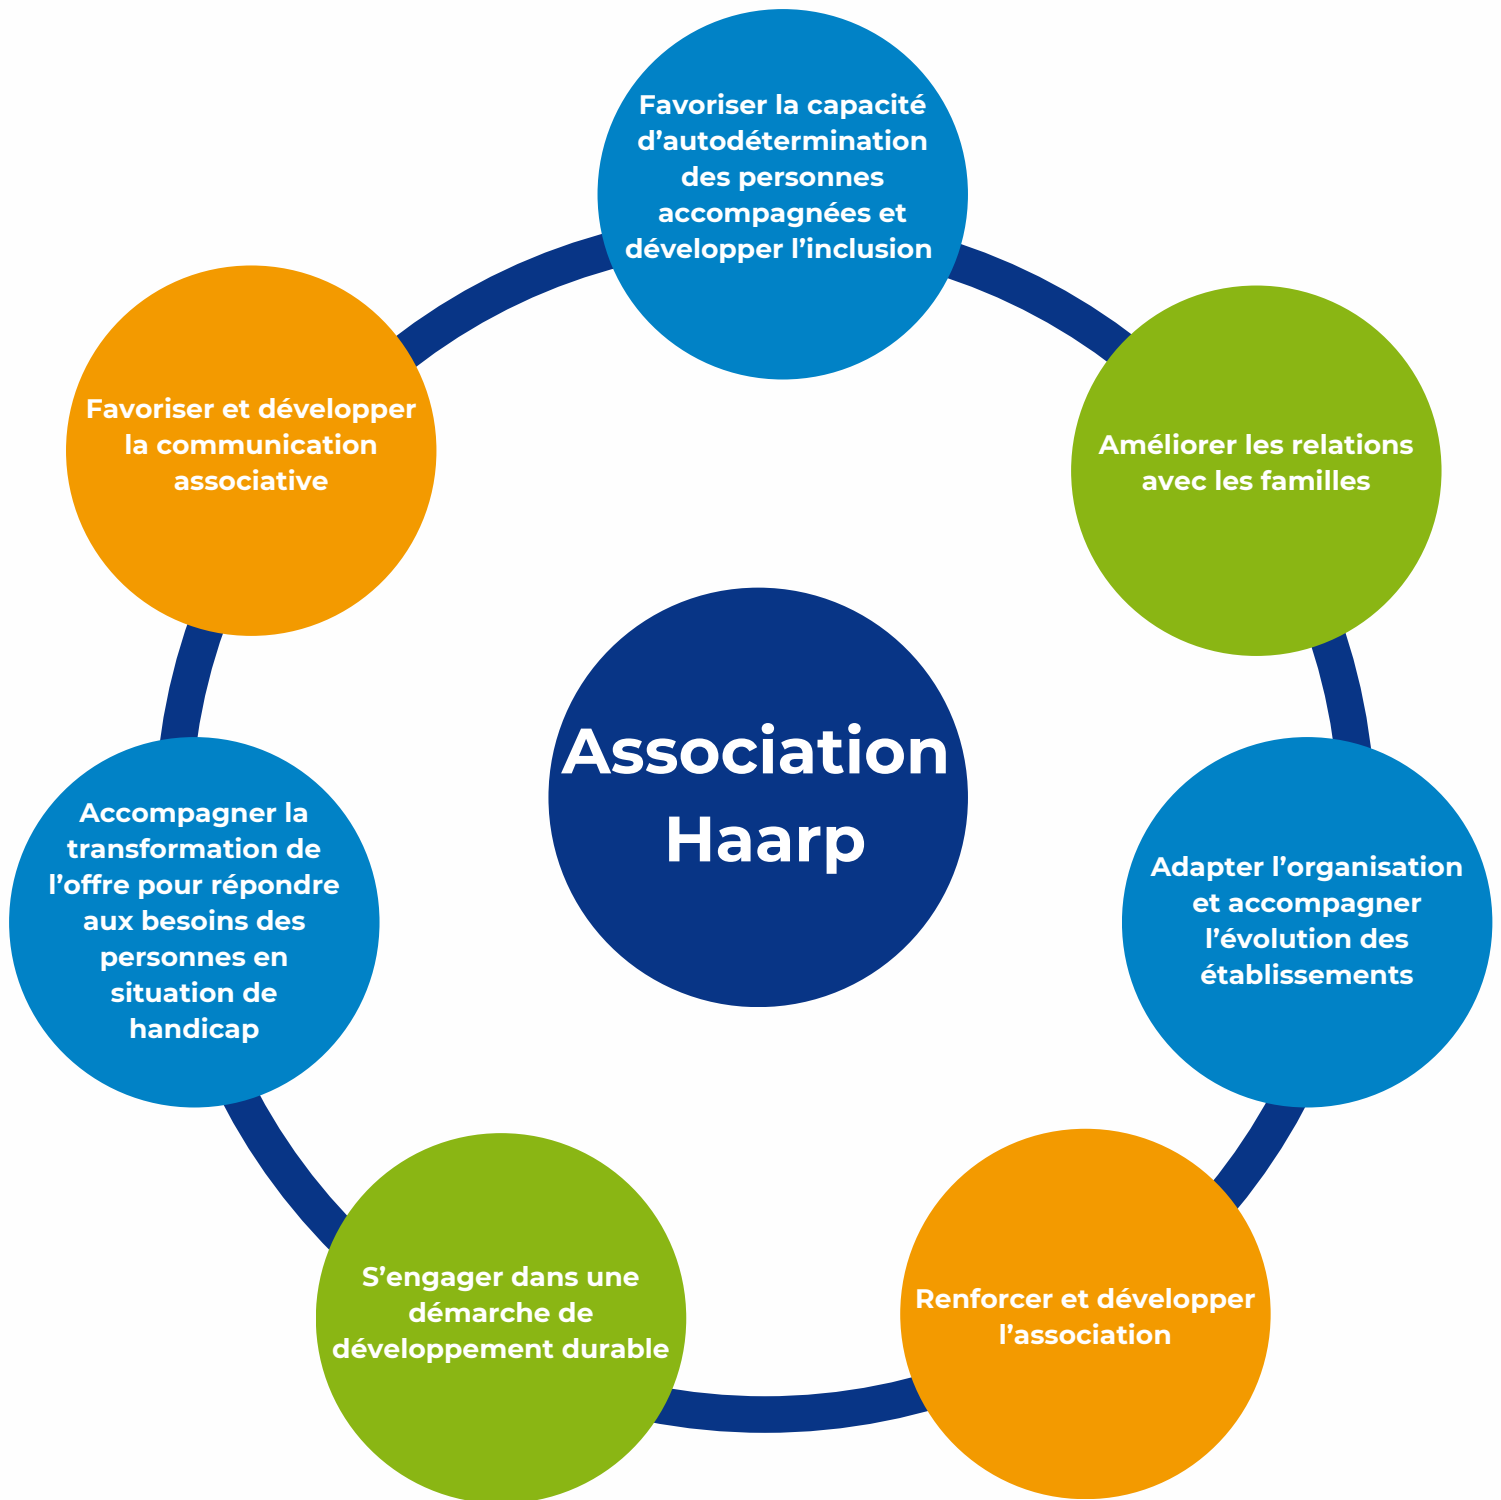 Favoriser la capacité
d’autodétermination
des personnes
accompagnées et
développer l’inclusion
Améliorer les relations
avec les familles
Adapter l’organisation
et accompagner
l’évolution des
établissements
Renforcer et développer
l’association
S’engager dans une
démarche de
développement durable
Accompagner la
transformation de
l’offre pour répondre
aux besoins des
personnes en
situation de
handicap
Favoriser et développer
la communication
associative
Association
Haarp